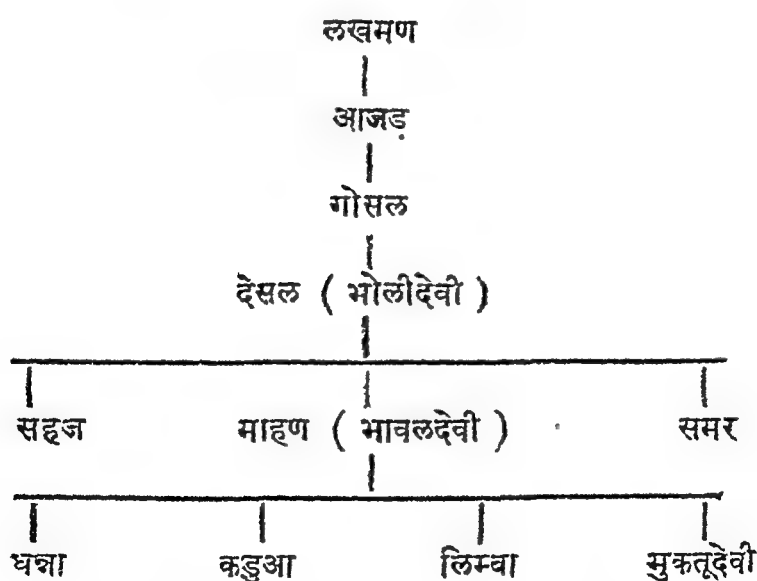 लखमण
आजड़
गोसल
देसल ( भोलीदेवी )
सहज माहण ( भावलदेवी ) समर
धन्ना कडुआ लिम्बा मुकतूदेवी